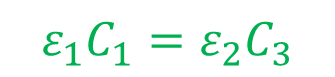 ε₁C₁ = ε₂C₃